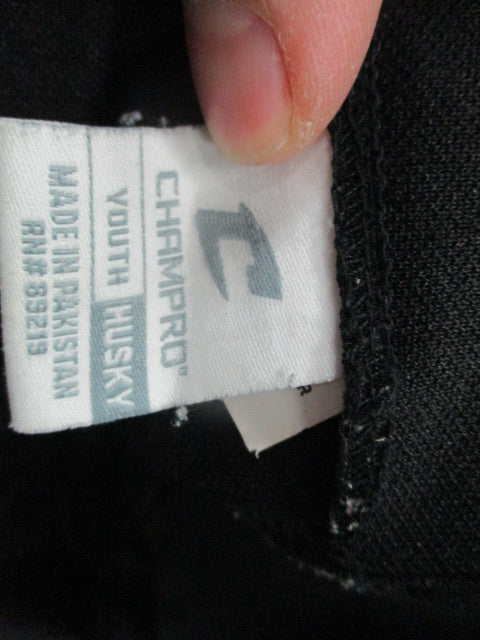 C
CHAMPRO
YOUTH HUSKY
MADE IN PAKISTAN
RN# 89219
R